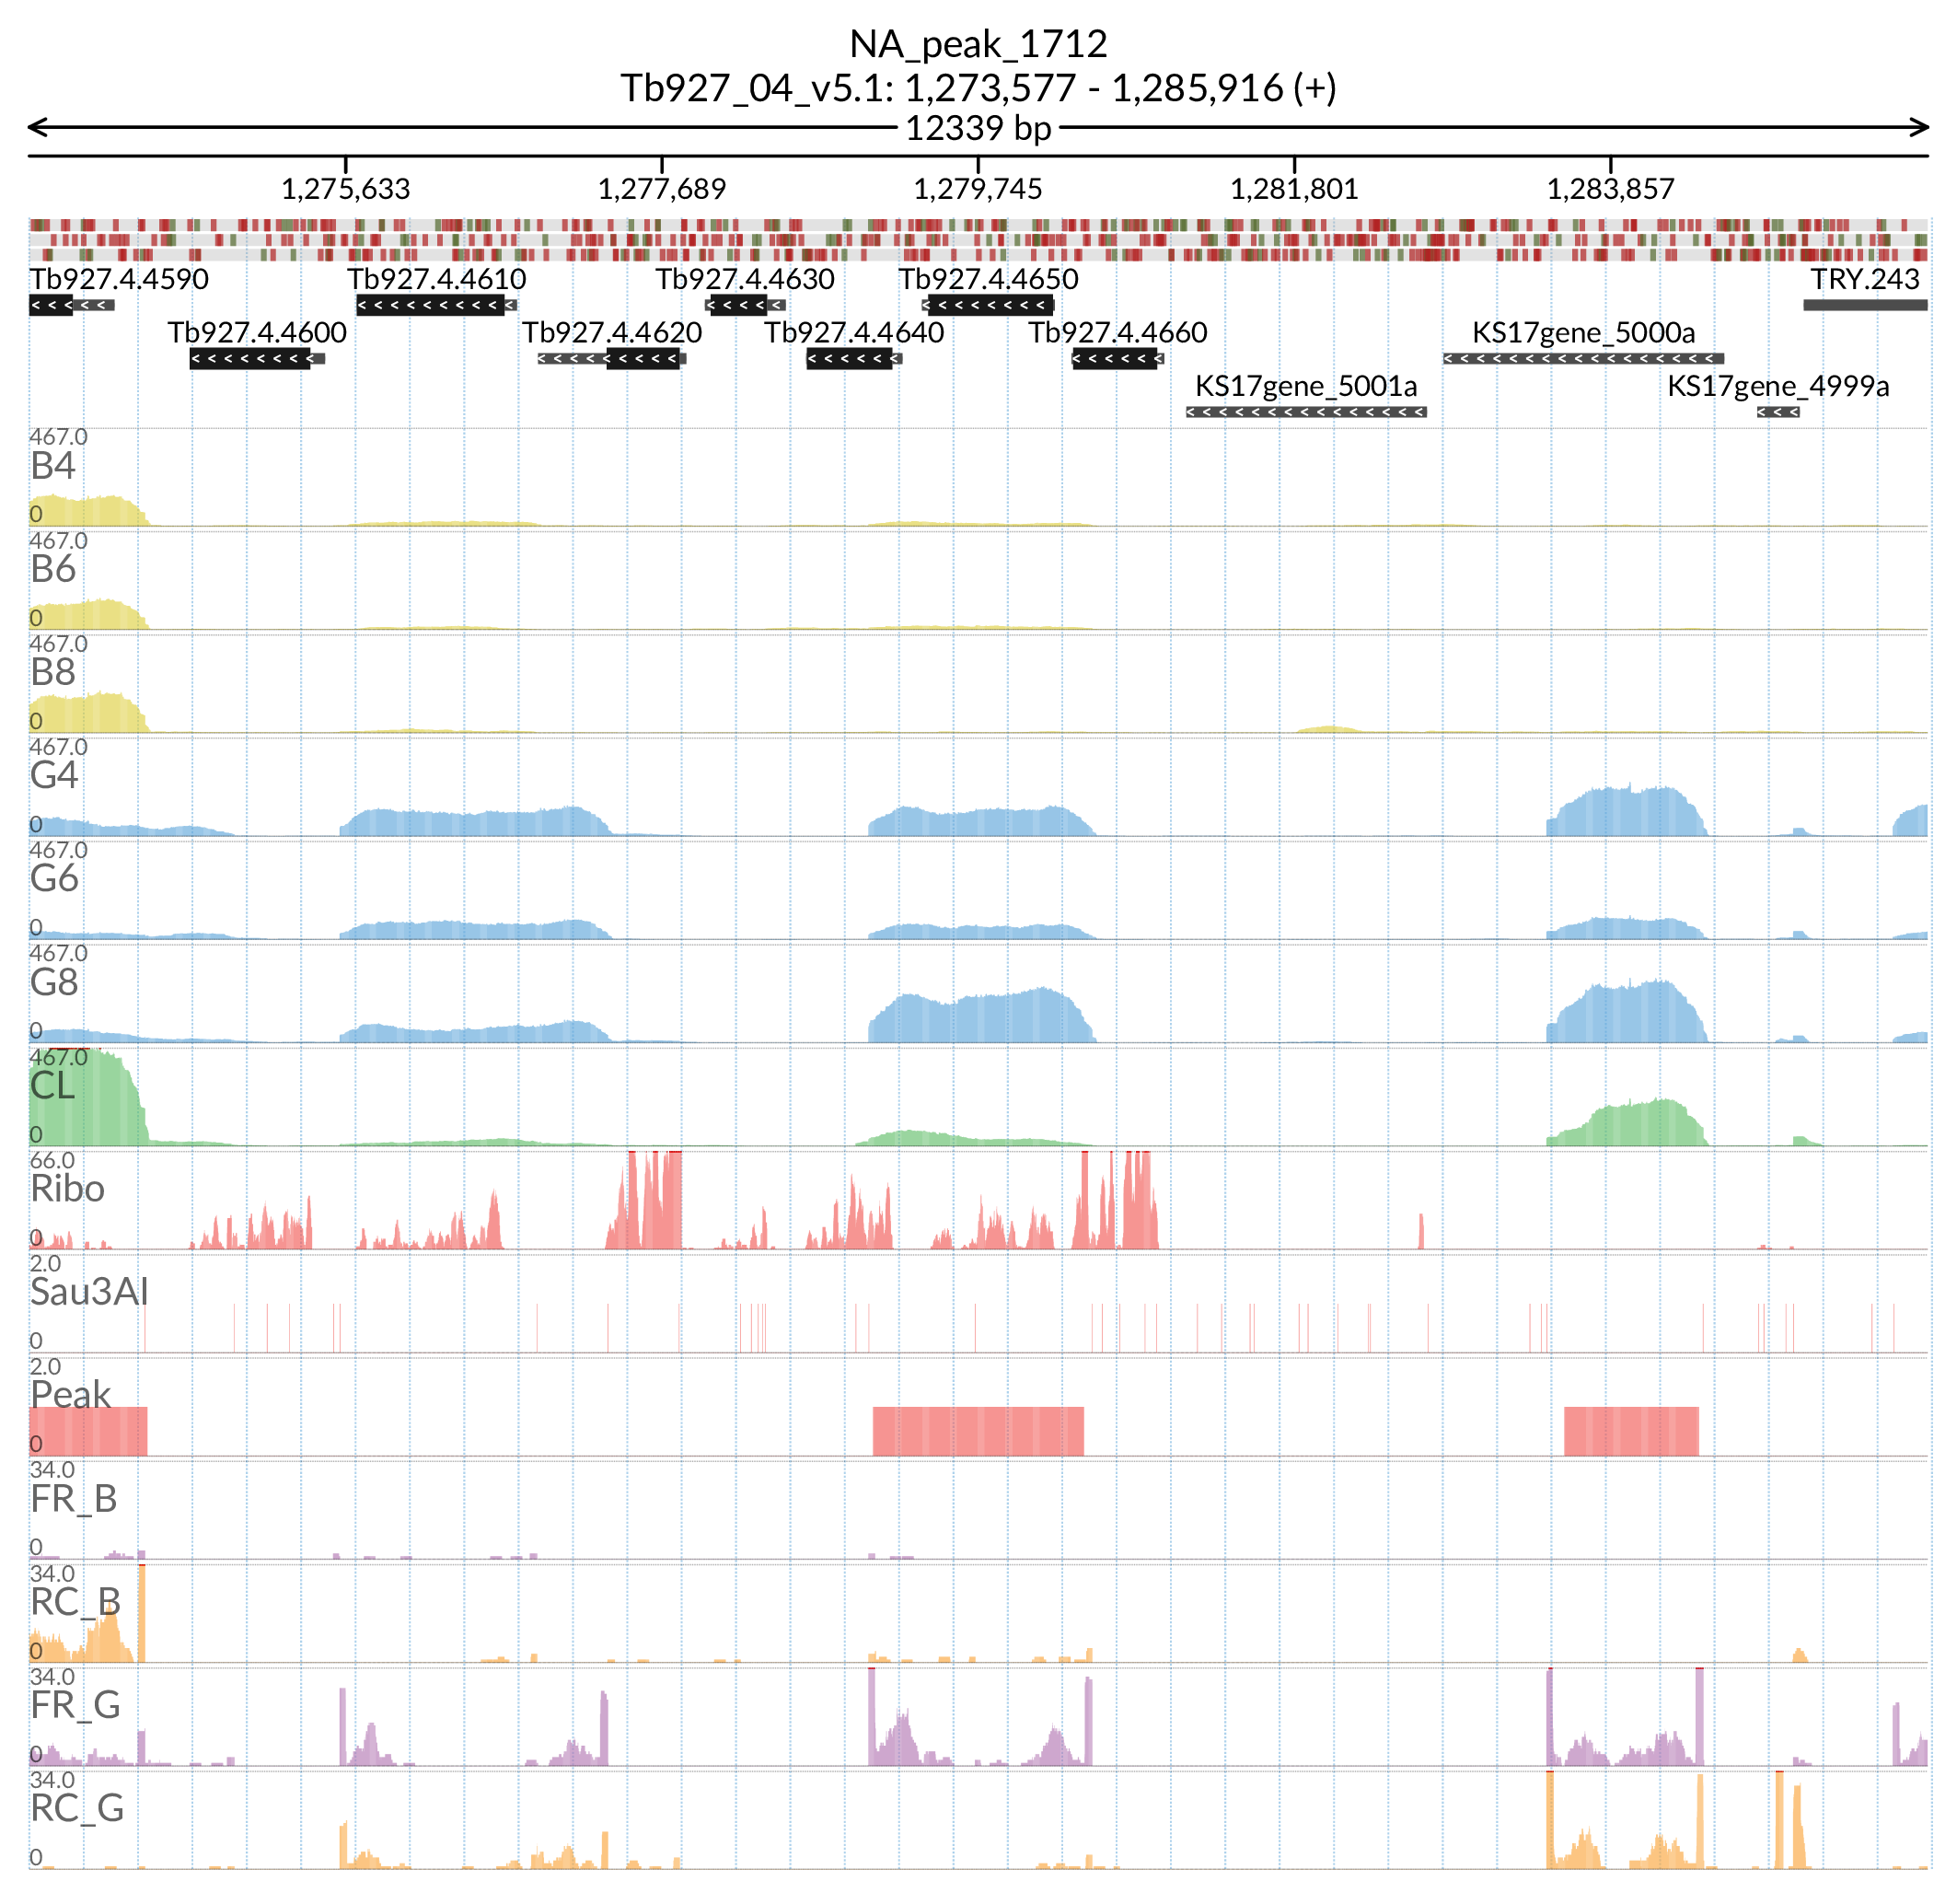 NA_peak_1712
Tb927_04_v5.1: 1,273,577 - 1,285,916 (+)
12339 bp
1,275,633 1,277,689 1,279,745 1,281,801 1,283,857
Tb927.4.4590 Tb927.4.4610 Tb927.4.4630 Tb927.4.4650 TRY.243
Tb927.4.4600 Tb927.4.4620 Tb927.4.4640 Tb927.4.4660 KS17gene_5000a
KS17gene_5001a KS17gene_4999a
467.0
B4
0
467.0
B6
0
467.0
B8
0
467.0
G4
0
467.0
G6
0
467.0
G8
0
467.0
CL
0
66.0
Ribo
0
2.0
Sau3AI
0
2.0
Peak
0
34.0
FR_B
0
34.0
RC_B
0
34.0
FR_G
0
34.0
RC_G
0